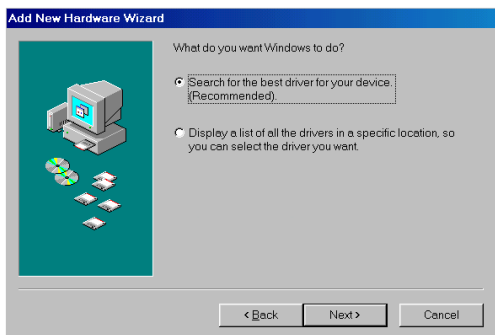 Add New Hardware Wizard
What do you want Windows to do?
Search for the best driver for your device.
(Recommended).
Display a list of all the drivers in a specific location, so
you can select the driver you want.
< Back
Next >
Cancel